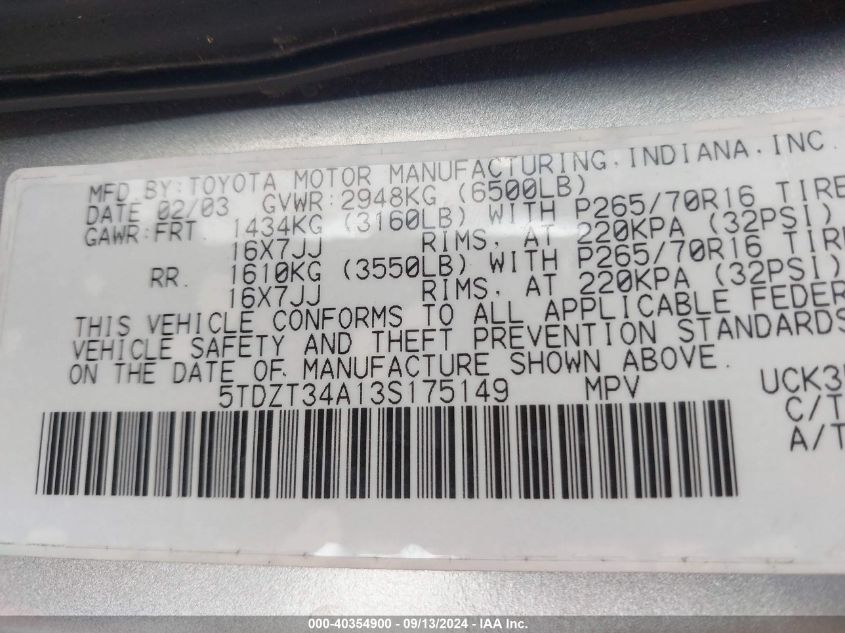 MFD BY: TOYOTA MOTOR MANUFACTURING, INDIANA, INC.
DATE 02/03 GVWR: 2948KG (6500LB)
GAWR: FRT. 1434KG (3160LB) WITH P265/70R16 TIRE
16X7JJ RIMS, AT 220KPA (32PSI)
RR. 1610KG (3550LB) WITH P265/70R16 TIRE
16X7JJ RIMS, AT 220KPA (32PSI)
THIS VEHICLE CONFORMS TO ALL APPLICABLE FEDER
VEHICLE SAFETY AND THEFT PREVENTION STANDARDS
ON THE DATE OF MANUFACTURE SHOWN ABOVE.
5TDZT34A13S175149 MPV UCK3
C/T
A/T
000-40354900 - 09/13/2024 - IAA Inc.